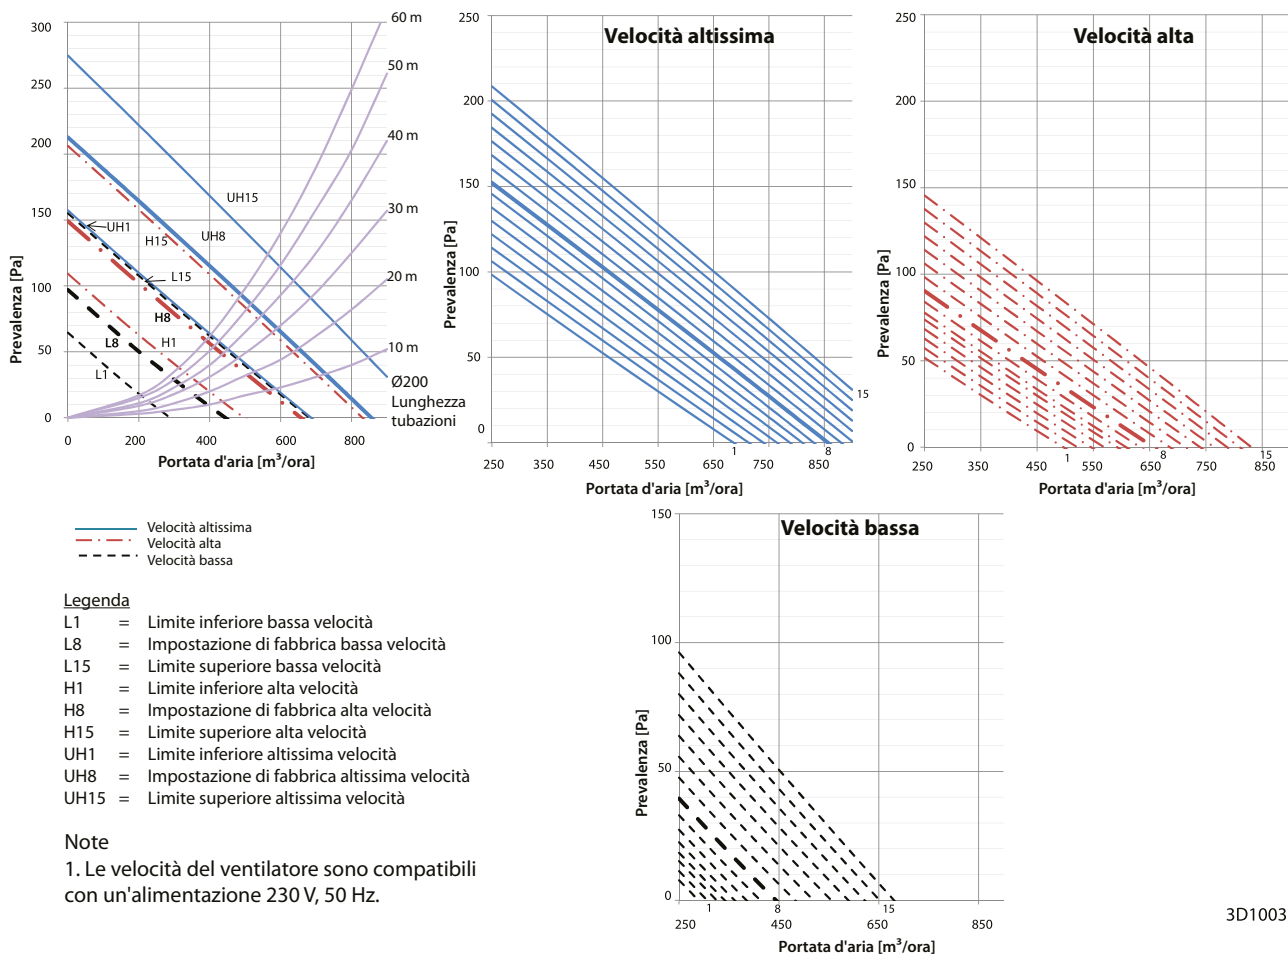 300
250
200
150
100
50
0
Prevalenza [Pa]
0
200
400
600
800
Portata d'aria [m³/ora]
60 m
50 m
40 m
30 m
20 m
10 m
Ø200
Lunghezza
tubazioni
UH15
UH1
H15
UH8
L15
H8
L8
H1
L1
Velocità altissima
250
200
150
100
50
0
Prevalenza [Pa]
250
350
450
550
650
750
850
1
8
15
Portata d'aria [m³/ora]
Velocità alta
250
200
150
100
50
0
Prevalenza [Pa]
250
350
450
550
650
750
850
1
8
15
Portata d'aria [m³/ora]
Velocità altissima
Velocità alta
Velocità bassa
Legenda
L1 = Limite inferiore bassa velocità
L8 = Impostazione di fabbrica bassa velocità
L15 = Limite superiore bassa velocità
H1 = Limite inferiore alta velocità
H8 = Impostazione di fabbrica alta velocità
H15 = Limite superiore alta velocità
UH1 = Limite inferiore altissima velocità
UH8 = Impostazione di fabbrica altissima velocità
UH15 = Limite superiore altissima velocità
Note
1. Le velocità del ventilatore sono compatibili
con un'alimentazione 230 V, 50 Hz.
Velocità bassa
150
100
50
0
Prevalenza [Pa]
250
450
650
850
1
8
15
Portata d'aria [m³/ora]
3D1003